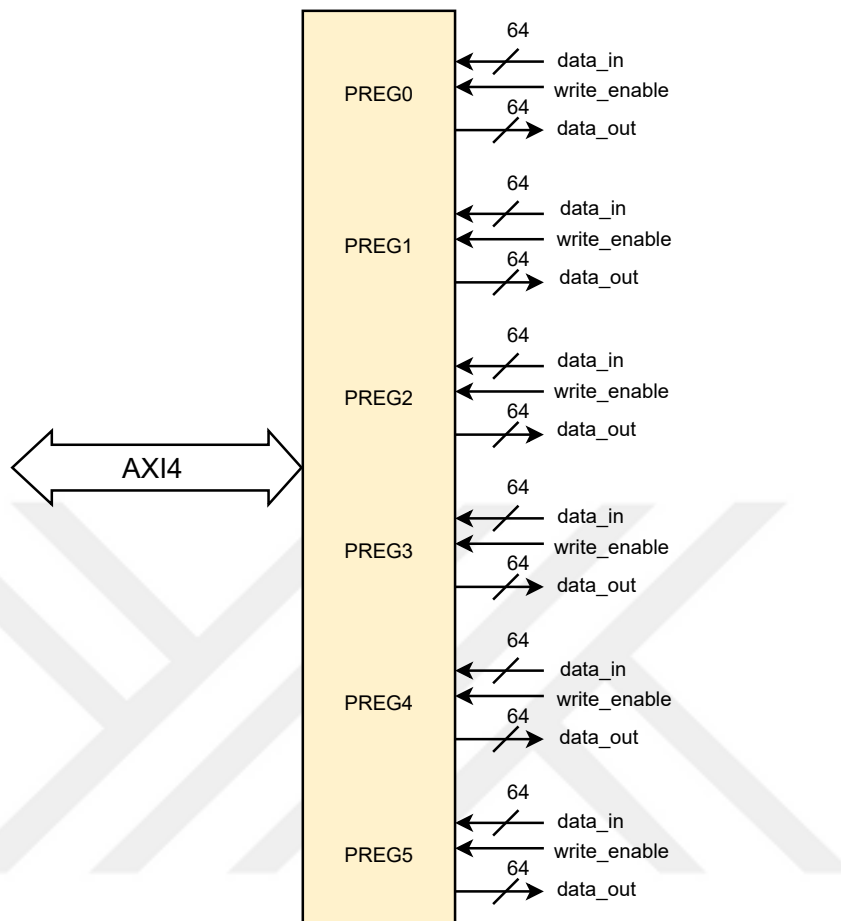 64
data_in
PREG0
write_enable
64
data_out
64
data_in
PREG1
write_enable
64
data_out
64
data_in
PREG2
write_enable
64
data_out
AXI4
64
data_in
PREG3
write_enable
64
data_out
64
data_in
PREG4
write_enable
64
data_out
64
data_in
PREG5
write_enable
64
data_out